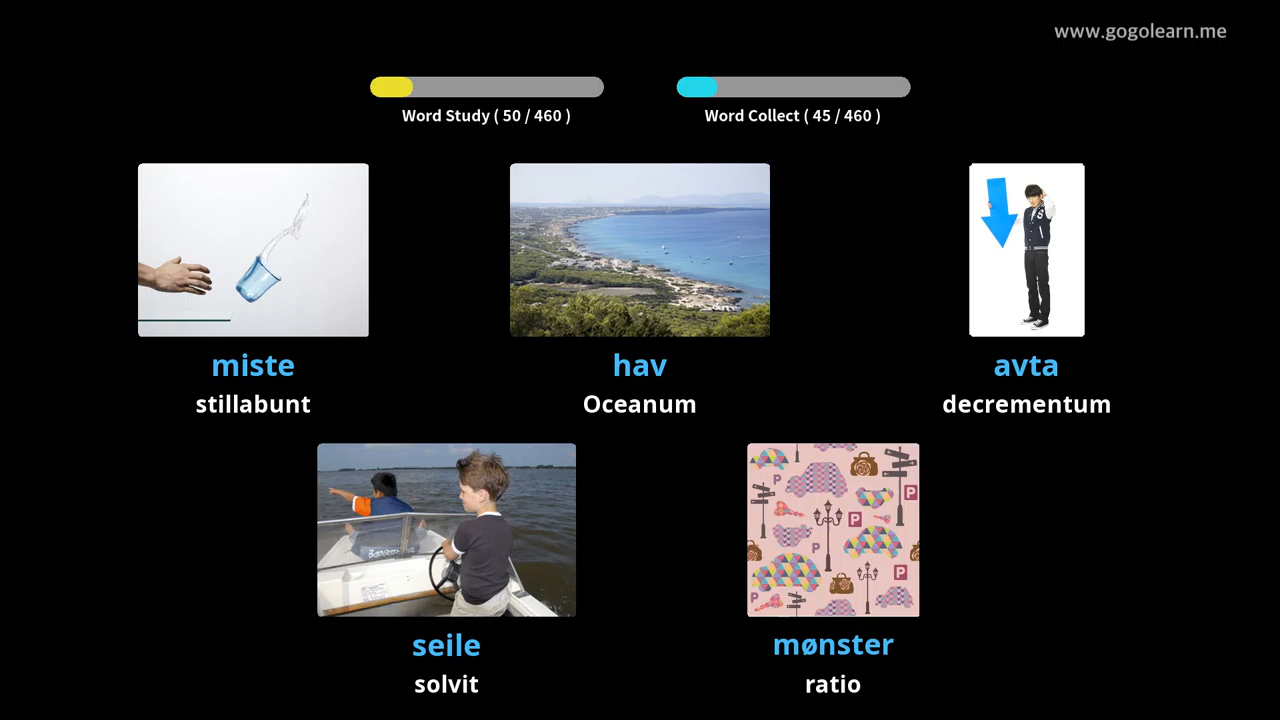 www.gogolearn.me
Word Study ( 50 / 460 )
Word Collect ( 45 / 460 )
miste
stillabunt
hav
Oceanum
avta
decrementum
seile
solvit
mønster
ratio